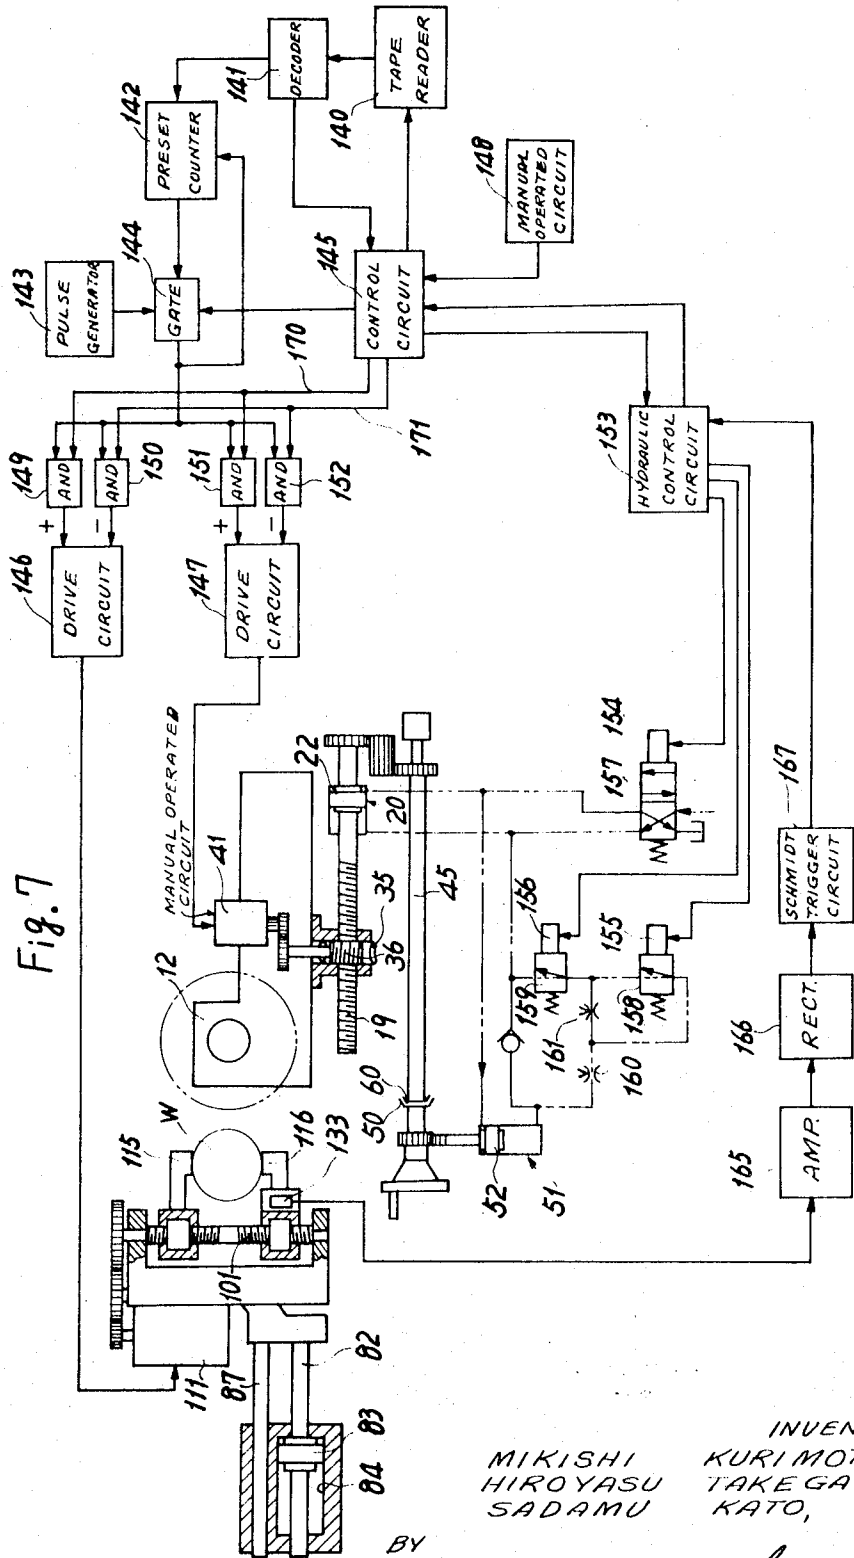 Fig. 7
143
PULSE
GENERATOR
142
PRESET
COUNTER
141
DECODER
140
TAPE
READER
144
GATE
145
CONTROL
CIRCUIT
148
MANUAL
OPERATED
CIRCUIT
170
171
149
AND
150
AND
151
AND
152
AND
+
-
+
-
146
DRIVE
CIRCUIT
147
DRIVE
CIRCUIT
153
HYDRAULIC
CONTROL
CIRCUIT
MANUAL OPERATED
CIRCUIT
41
12
22
20
35
36
19
45
60
50
52
51
157
154
156
159
155
158
161
160
167
SCHMIDT
TRIGGER
CIRCUIT
166
RECT.
165
AMP.
W
115
116
133
101
111
87
82
83
84
INVEN
MIKISHI KURIMOT
HIROYASU TAKEGA
SADAMU KATO,
BY